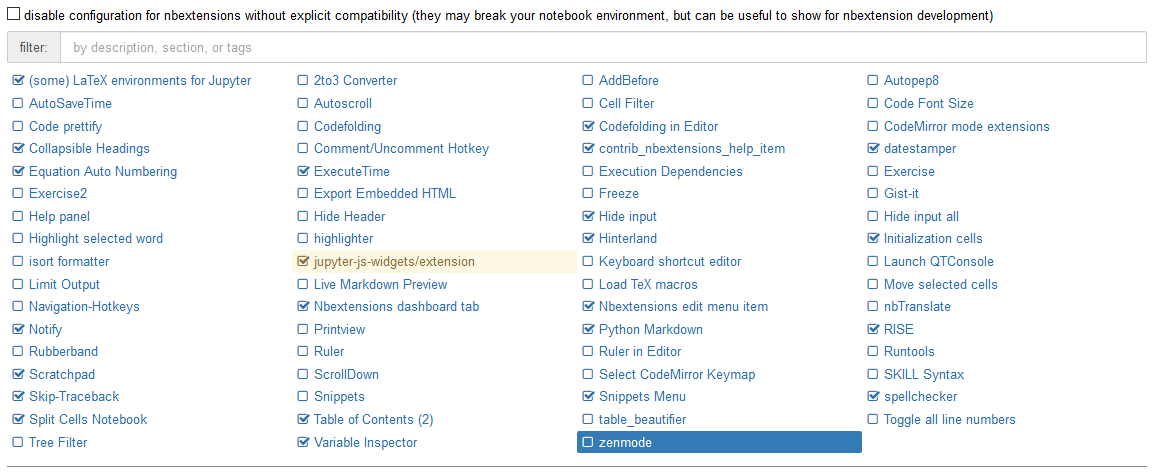 disable configuration for nbextensions without explicit compatibility (they may break your notebook environment, but can be useful to show for nbextension development)
filter: by description, section, or tags
(some) LaTeX environments for Jupyter 2to3 Converter AddBefore Autopep8
AutoSaveTime Autoscroll Cell Filter Code Font Size
Code prettify Codefolding Codefolding in Editor CodeMirror mode extensions
Collapsible Headings Comment/Uncomment Hotkey contrib_nbextensions_help_item datestamper
Equation Auto Numbering ExecuteTime Execution Dependencies Exercise
Exercise2 Export Embedded HTML Freeze Gist-it
Help panel Hide Header Hide input Hide input all
Highlight selected word highlighter Hinterland Initialization cells
isort formatter jupyter-js-widgets/extension Keyboard shortcut editor Launch QTConsole
Limit Output Live Markdown Preview Load TeX macros Move selected cells
Navigation-Hotkeys Nbextensions dashboard tab Nbextensions edit menu item nbTranslate
Notify Printview Python Markdown RISE
Rubberband Ruler Ruler in Editor Runtools
Scratchpad ScrollDown Select CodeMirror Keymap SKILL Syntax
Skip-Traceback Snippets Snippets Menu spellchecker
Split Cells Notebook Table of Contents (2) table_beautifier Toggle all line numbers
Tree Filter Variable Inspector zenmode